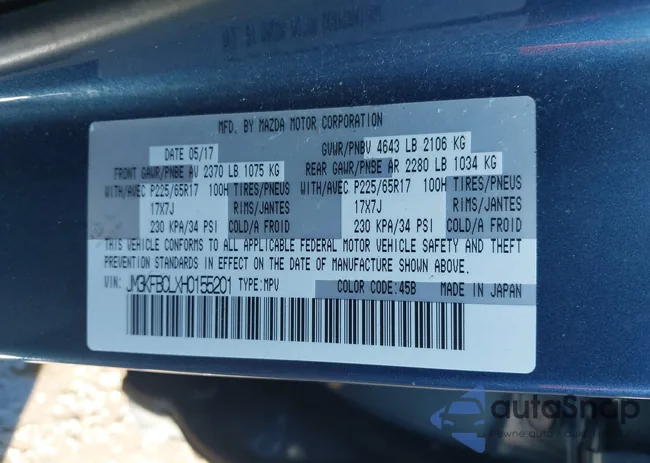 MFD. BY MAZDA MOTOR CORPORATION
DATE 05/17 GVWR/PNBV 4643 LB 2106 KG
FRONT GAWR/PNBE AV 2370 LB 1075 KG REAR GAWR/PNBE AR 2280 LB 1034 KG
WITH/AVEC P225/65R17 100H TIRES/PNEUS WITH/AVEC P225/65R17 100H TIRES/PNEUS
17X7J RIMS/JANTES 17X7J RIMS/JANTES
230 KPA/34 PSI COLD/A FROID 230 KPA/34 PSI COLD/A FROID
THIS VEHICLE CONFORMS TO ALL APPLICABLE FEDERAL MOTOR VEHICLE SAFETY AND THEFT
PREVENTION STANDARDS IN EFFECT ON THE DATE OF MANUFACTURE SHOWN ABOVE.
VIN: JM3KFBCLXH0155201 TYPE:MPV COLOR CODE:45B MADE IN JAPAN
autoSnap